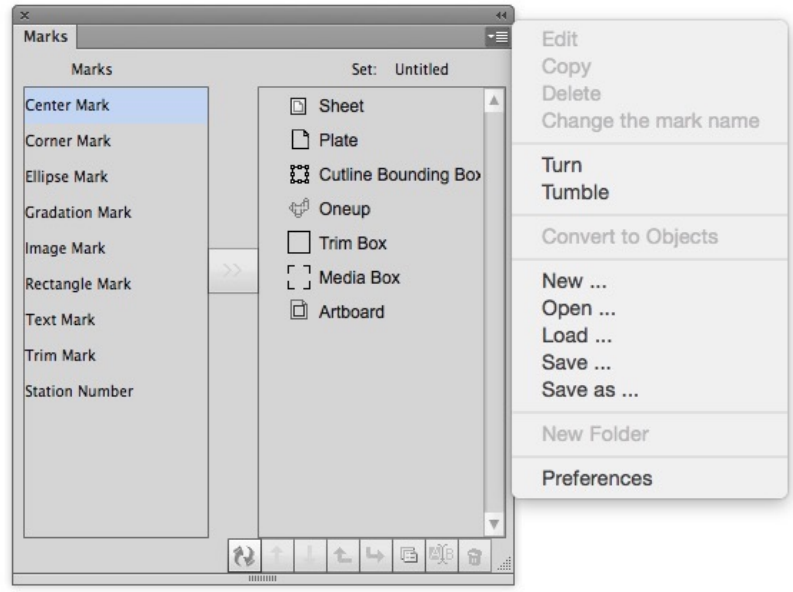 Marks
Marks
Set: Untitled
Center Mark
Corner Mark
Ellipse Mark
Gradation Mark
Image Mark
Rectangle Mark
Text Mark
Trim Mark
Station Number
>>
Sheet
Plate
Cutline Bounding Box
Oneup
Trim Box
Media Box
Artboard
Edit
Copy
Delete
Change the mark name
Turn
Tumble
Convert to Objects
New ...
Open ...
Load ...
Save ...
Save as ...
New Folder
Preferences